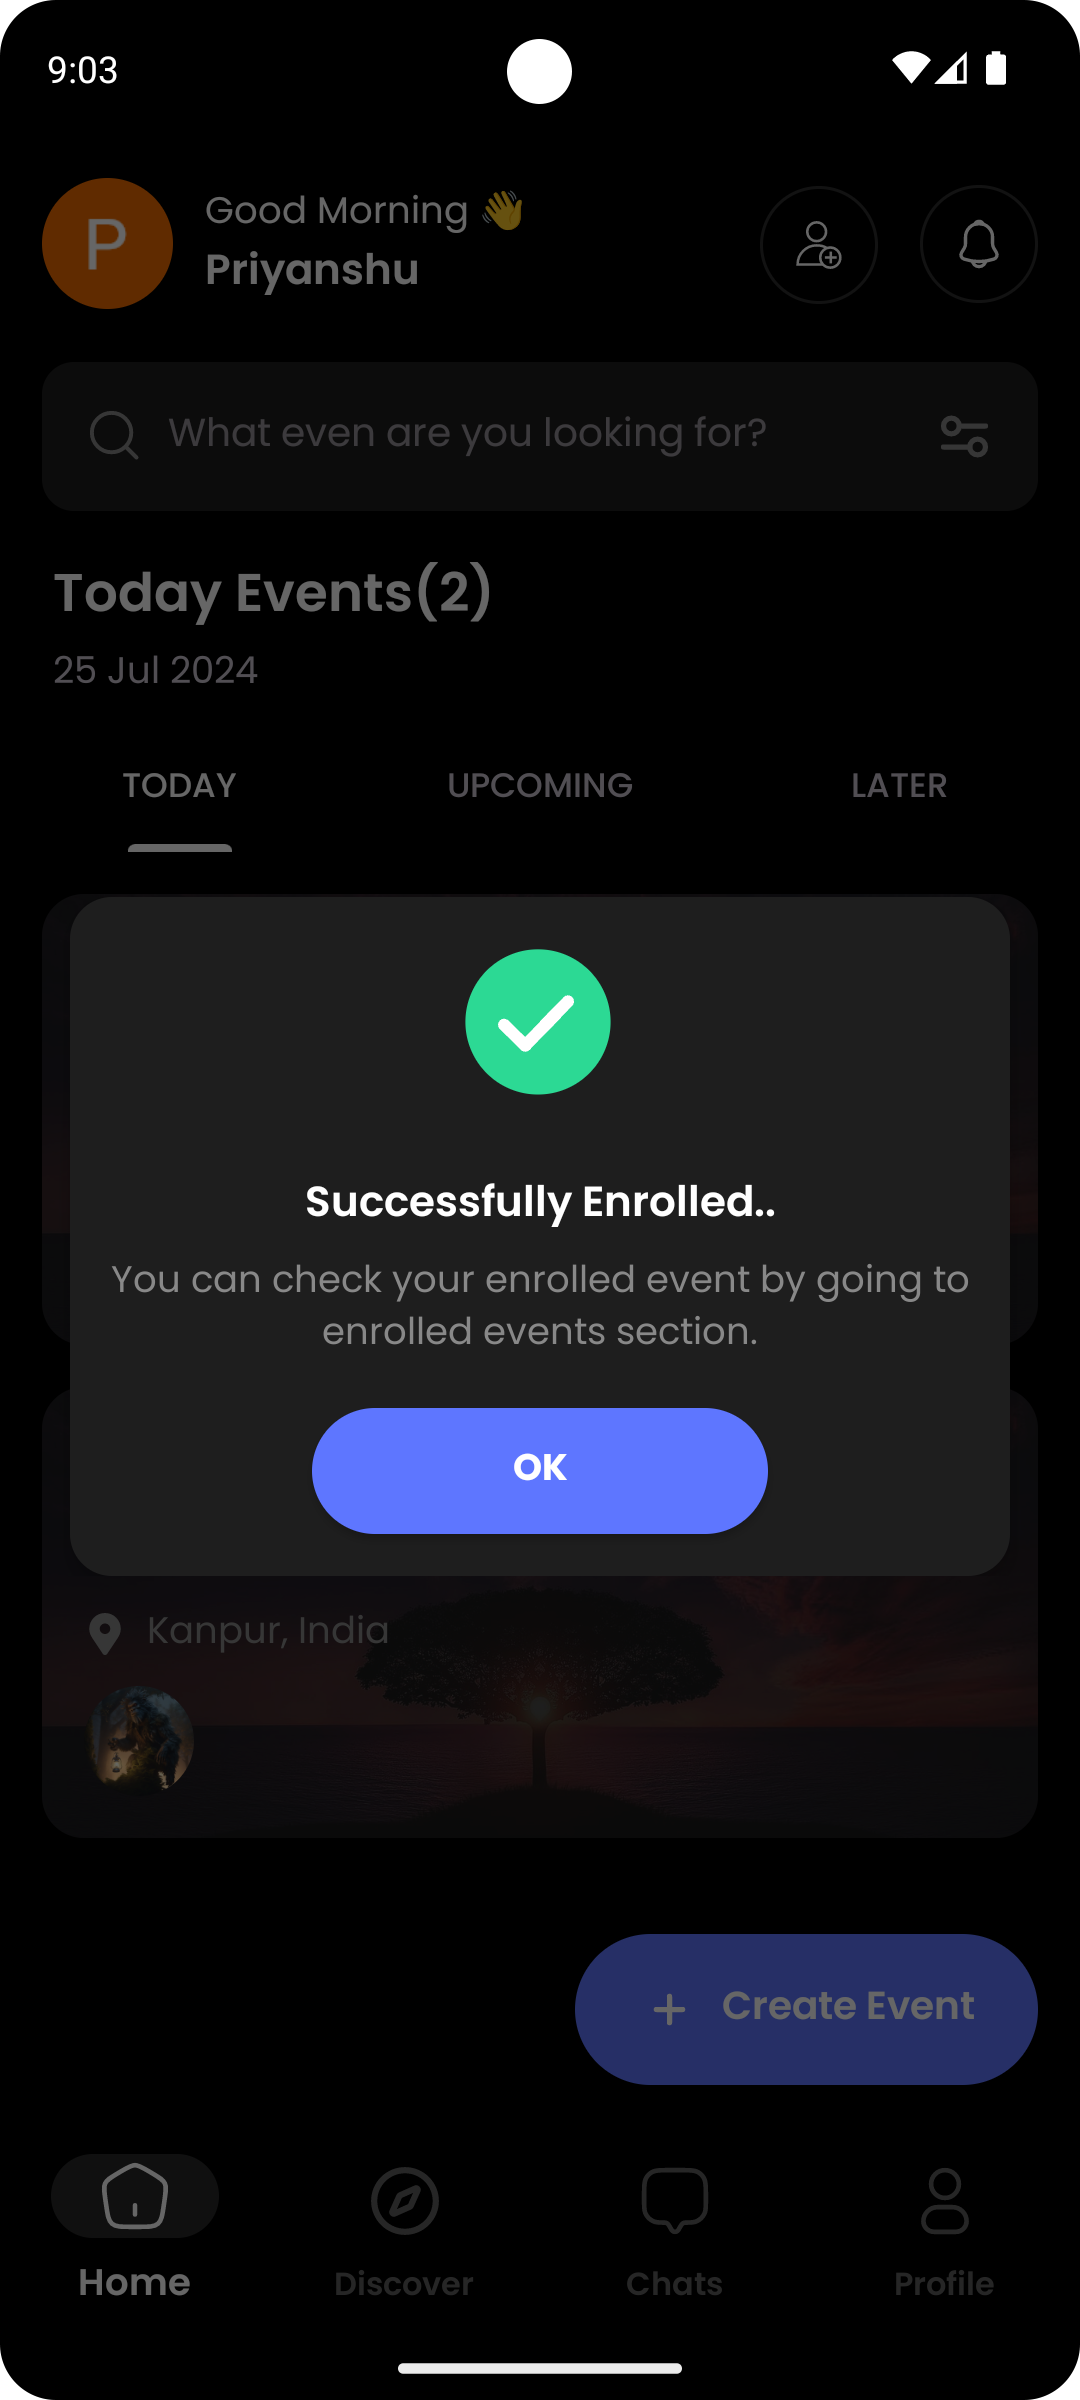 9:03
P
Good Morning 👋
Priyanshu
What even are you looking for?
Today Events(2)
25 Jul 2024
TODAY UPCOMING LATER
Successfully Enrolled..
You can check your enrolled event by going to
enrolled events section.
OK
Kanpur, India
+ Create Event
Home Discover Chats Profile